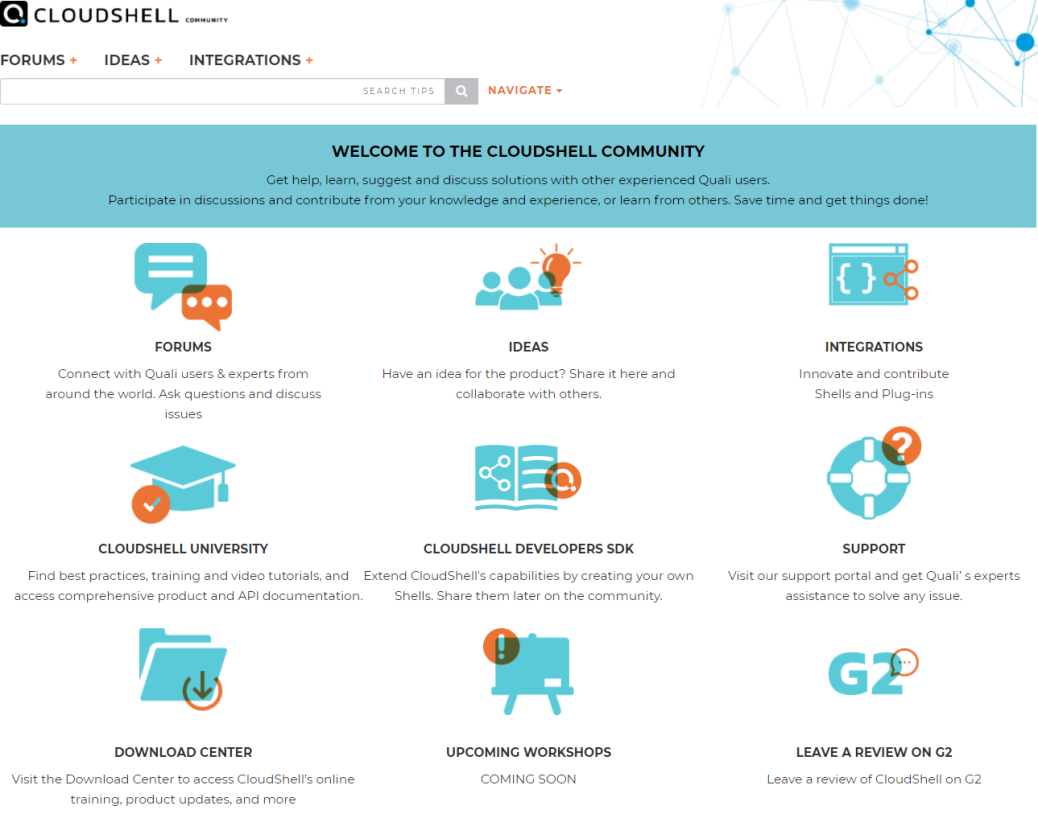 CLOUDSHELL COMMUNITY
FORUMS + IDEAS + INTEGRATIONS +
SEARCH TIPS NAVIGATE
WELCOME TO THE CLOUDSHELL COMMUNITY
Get help, learn, suggest and discuss solutions with other experienced Quali users.
Participate in discussions and contribute from your knowledge and experience, or learn from others. Save time and get things done!
FORUMS
Connect with Quali users & experts from
around the world. Ask questions and discuss
issues
IDEAS
Have an idea for the product? Share it here and
collaborate with others.
{ }
INTEGRATIONS
Innovate and contribute
Shells and Plug-ins
CLOUDSHELL UNIVERSITY
Find best practices, training and video tutorials, and
access comprehensive product and API documentation.
CLOUDSHELL DEVELOPERS SDK
Extend CloudShell's capabilities by creating your own
Shells. Share them later on the community.
?
SUPPORT
Visit our support portal and get Quali' s experts
assistance to solve any issue.
DOWNLOAD CENTER
Visit the Download Center to access CloudShell's online
training, product updates, and more
!
UPCOMING WORKSHOPS
COMING SOON
G2
LEAVE A REVIEW ON G2
Leave a review of CloudShell on G2